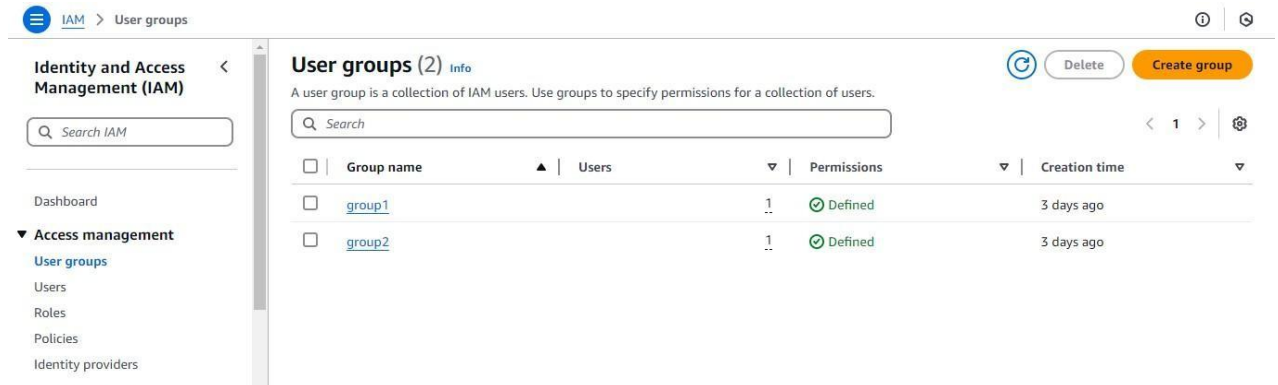 IAM > User groups
Identity and Access Management (IAM)
Search IAM
Dashboard
Access management
User groups
Users
Roles
Policies
Identity providers
User groups (2) Info
Delete
Create group
A user group is a collection of IAM users. Use groups to specify permissions for a collection of users.
Search
< 1 >
Group name Users Permissions Creation time
group1 1 Defined 3 days ago
group2 1 Defined 3 days ago